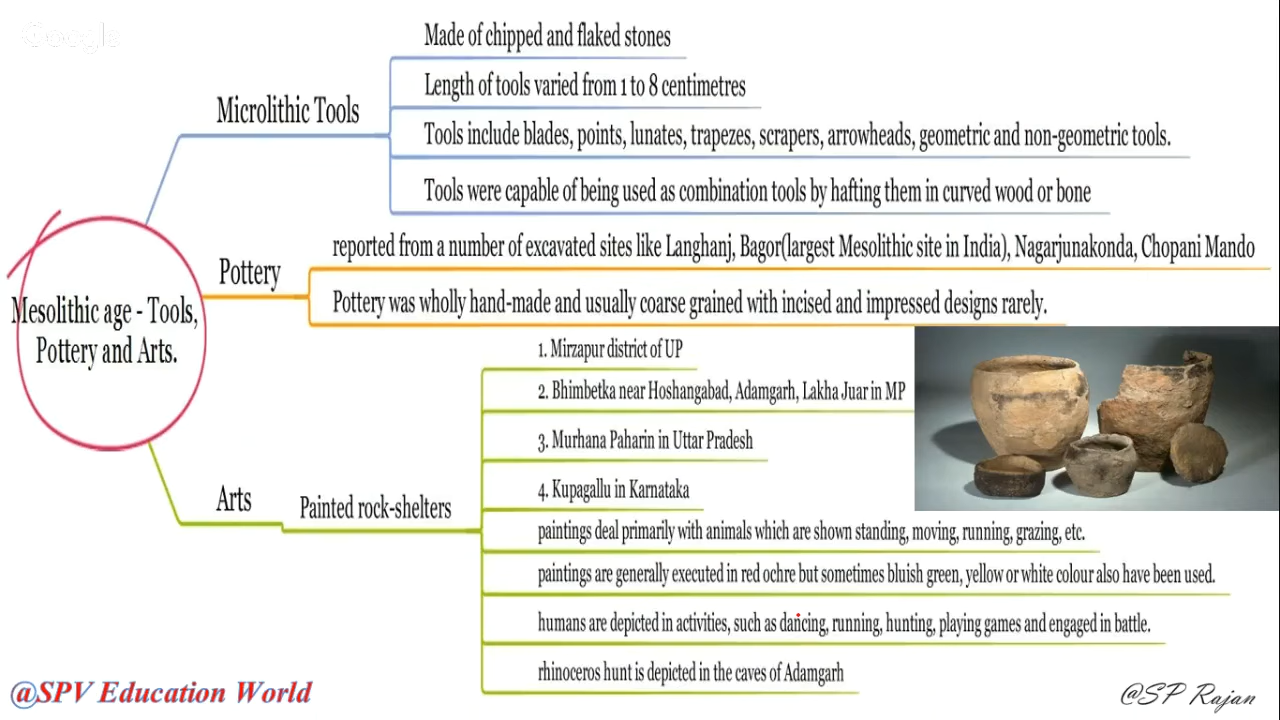 Google
Made of chipped and flaked stones
Length of tools varied from 1 to 8 centimetres
Microlithic Tools
Tools include blades, points, lunates, trapezes, scrapers, arrowheads, geometric and non-geometric tools.
Tools were capable of being used as combination tools by hafting them in curved wood or bone
reported from a number of excavated sites like Langhanj, Bagor(largest Mesolithic site in India), Nagarjunakonda, Chopani Mando
Pottery
Pottery was wholly hand-made and usually coarse grained with incised and impressed designs rarely.
Mesolithic age - Tools,
Pottery and Arts.
1. Mirzapur district of UP
2. Bhimbetka near Hoshangabad, Adamgarh, Lakha Juar in MP
3. Murhana Paharin in Uttar Pradesh
4. Kupagallu in Karnataka
Arts
Painted rock-shelters
paintings deal primarily with animals which are shown standing, moving, running, grazing, etc.
paintings are generally executed in red ochre but sometimes bluish green, yellow or white colour also have been used.
humans are depicted in activities, such as dancing, running, hunting, playing games and engaged in battle.
rhinoceros hunt is depicted in the caves of Adamgarh
@SPV Education World
@SP Rajan